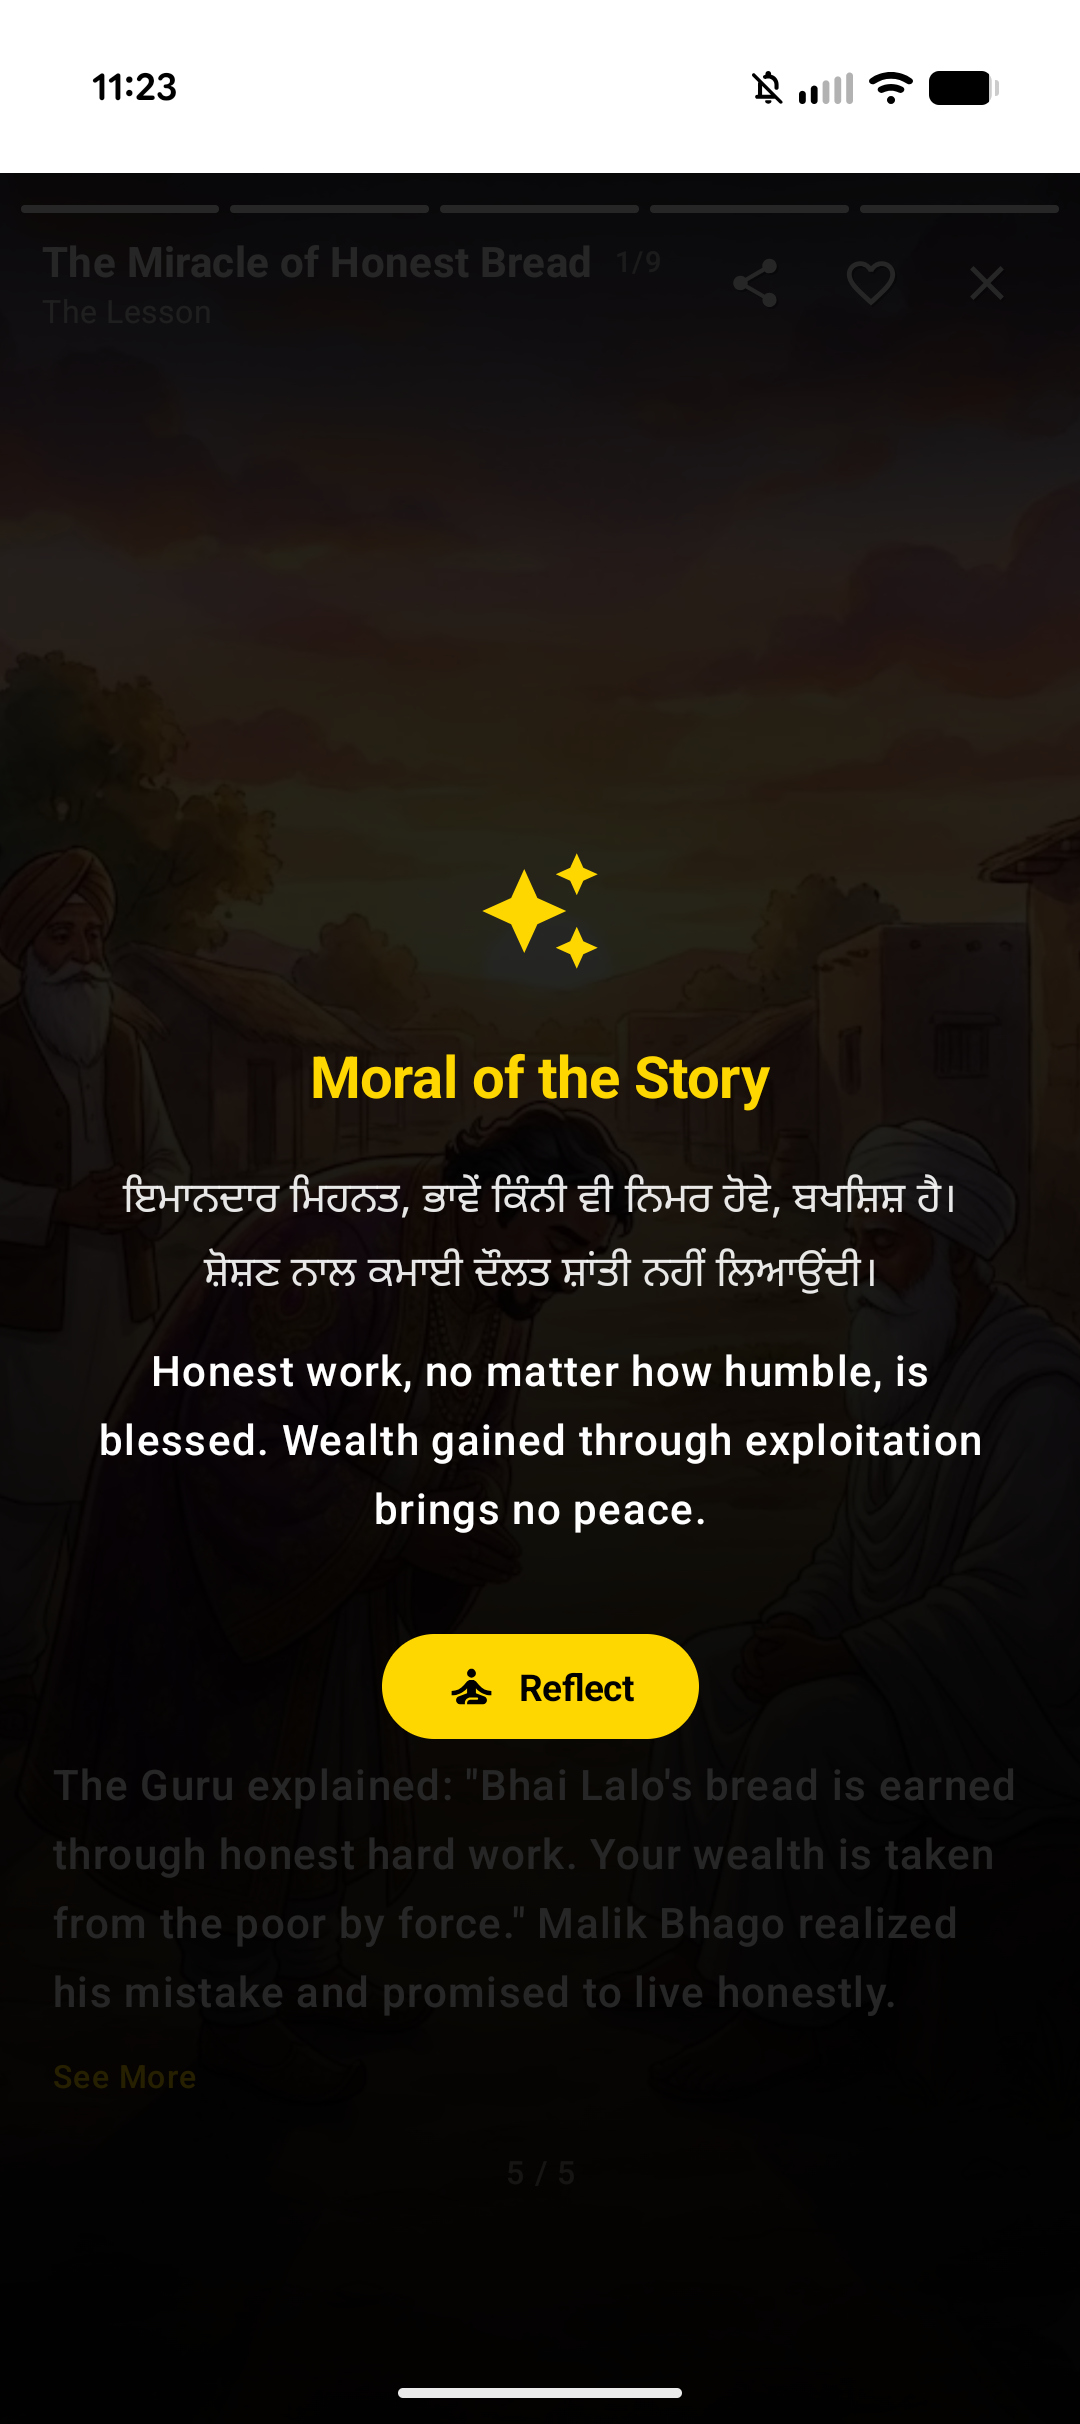 11:23
The Miracle of Honest Bread 1/9
The Lesson
Moral of the Story
ਇਮਾਨਦਾਰ ਮਿਹਨਤ, ਭਾਵੇਂ ਕਿੰਨੀ ਵੀ ਨਿਮਰ ਹੋਵੇ, ਬਖਸ਼ਿਸ਼ ਹੈ।
ਸ਼ੋਸ਼ਣ ਨਾਲ ਕਮਾਈ ਦੌਲਤ ਸ਼ਾਂਤੀ ਨਹੀਂ ਲਿਆਉਂਦੀ।
Honest work, no matter how humble, is
blessed. Wealth gained through exploitation
brings no peace.
Reflect
The Guru explained: "Bhai Lalo's bread is earned
through honest hard work. Your wealth is taken
from the poor by force." Malik Bhago realized
his mistake and promised to live honestly.
See More
5 / 5